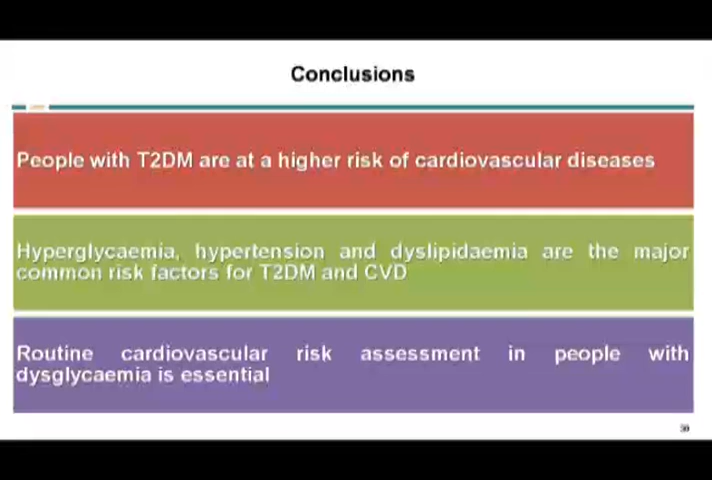 Conclusions
People with T2DM are at a higher risk of cardiovascular diseases
Hyperglycaemia, hypertension and dyslipidaemia are the major
common risk factors for T2DM and CVD
Routine cardiovascular risk assessment in people with
dysglycaemia is essential